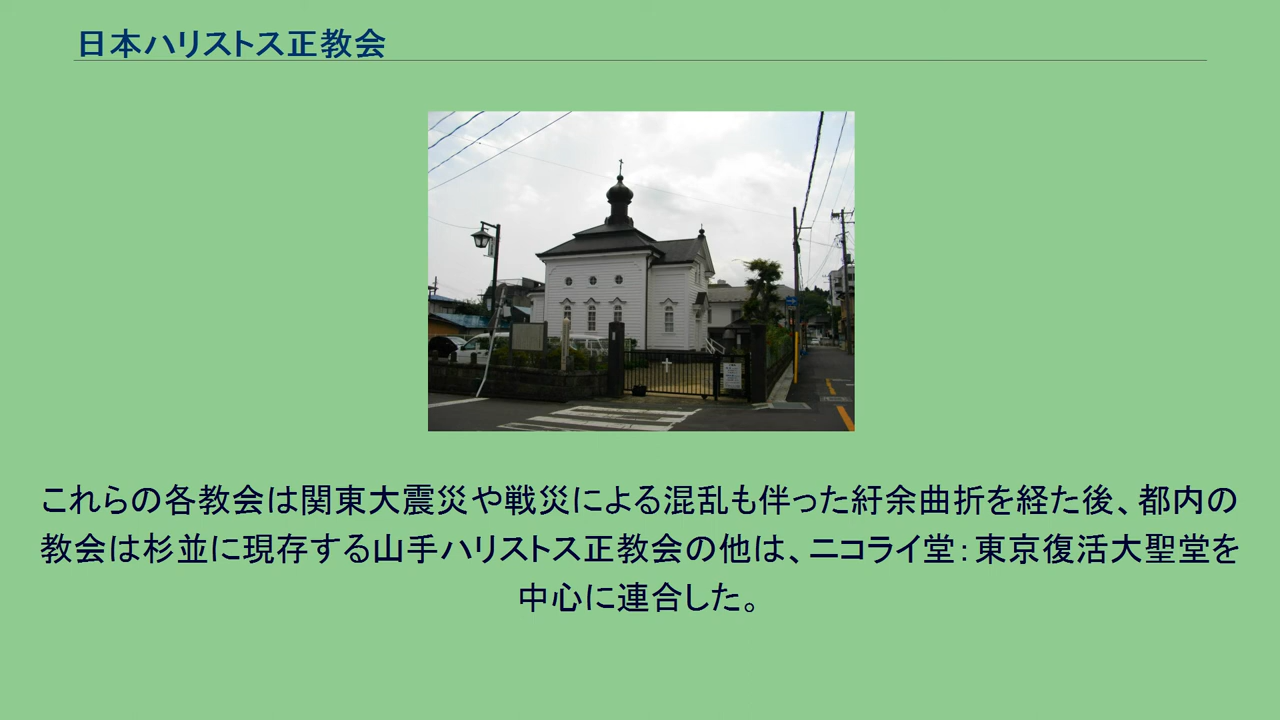 日本ハリストス正教会
これらの各教会は関東大震災や戦災による混乱も伴った紆余曲折を経た後、都内の
教会は杉並に現存する山手ハリストス正教会の他は、ニコライ堂：東京復活大聖堂を
中心に連合した。